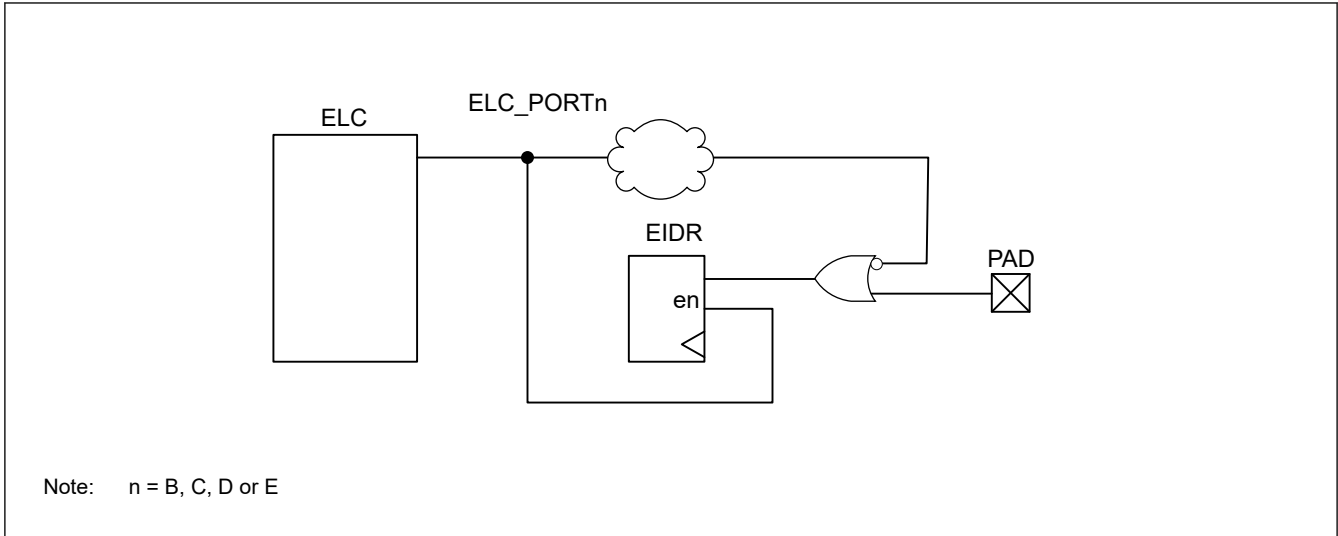 ELC_PORTn
ELC
EIDR
PAD
en
Note: n = B, C, D or E